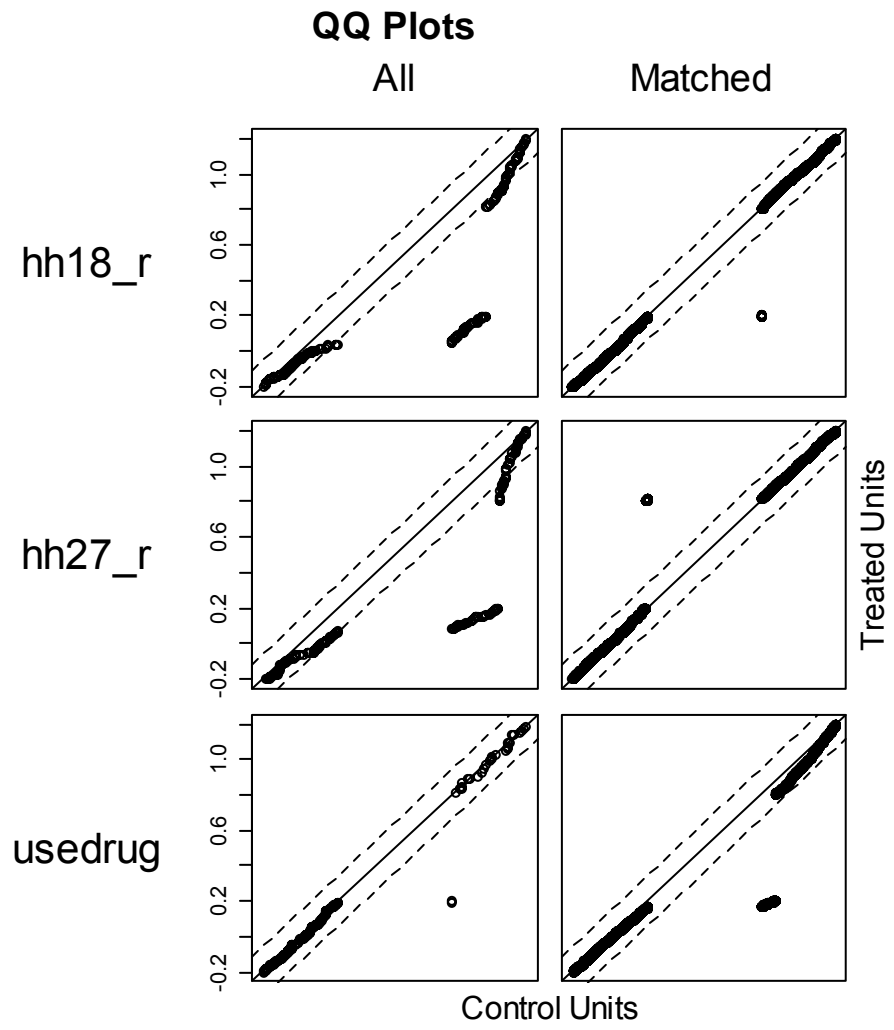 QQ Plots
All Matched
hh18_r
-0.2 0.2 0.6 1.0
hh27_r
-0.2 0.2 0.6 1.0
usedrug
-0.2 0.2 0.6 1.0
Treated Units
Control Units